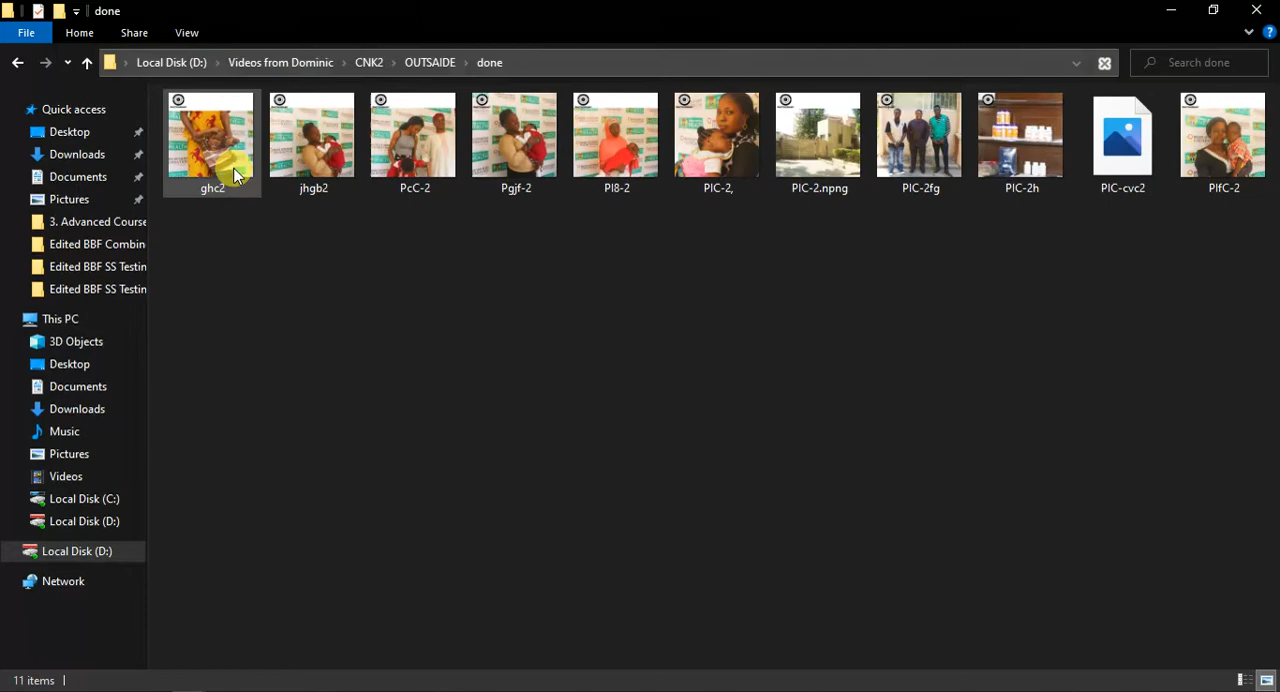 done
File Home Share View
Local Disk (D:) Videos from Dominic CNK2 OUTSAIDE done Search done
Quick access
Desktop
Downloads
Documents
Pictures
3. Advanced Course
Edited BBF Combin
Edited BBF SS Testin
Edited BBF SS Testin
This PC
3D Objects
Desktop
Documents
Downloads
Music
Pictures
Videos
Local Disk (C:)
Local Disk (D:)
Local Disk (D:)
Network
ghc2 jhgb2 PcC-2 Pgjf-2 PI8-2 PIC-2, PIC-2.npng PIC-2fg PIC-2h PIC-cvc2 PIfC-2
11 items